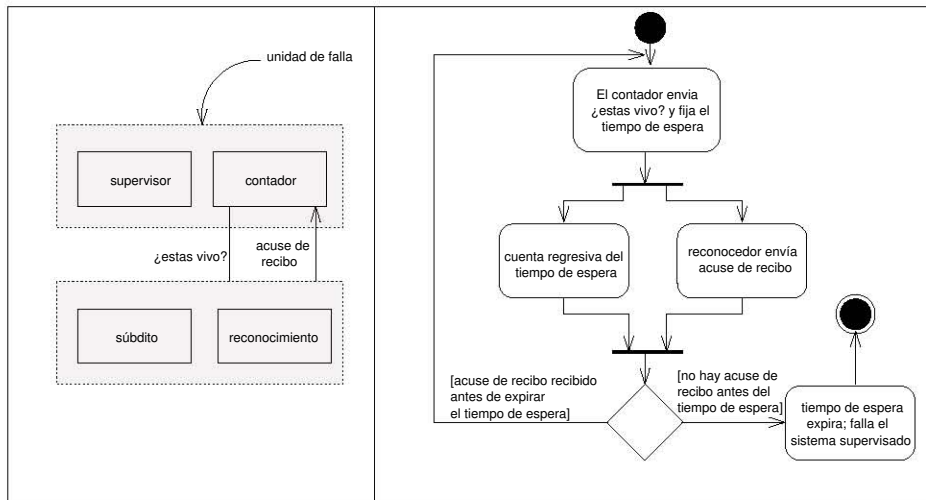 unidad de falla
supervisor
contador
¿estas vivo?
acuse de
recibo
súbdito
reconocimiento
El contador envia
¿estas vivo? y fija el
tiempo de espera
cuenta regresiva del
tiempo de espera
reconocedor envía
acuse de recibo
[acuse de recibo recibido
antes de expirar
el tiempo de espera]
[no hay acuse de
recibo antes del
tiempo de espera]
tiempo de espera
expira; falla el
sistema supervisado